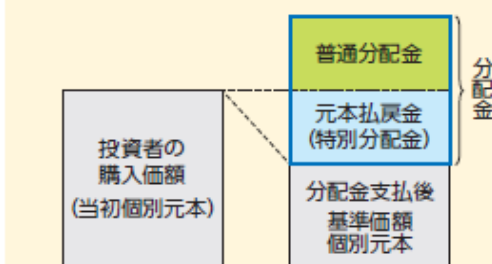 投資者の
購入価額
(当初個別元本)
普通分配金
元本払戻金
(特別分配金)
分配金支払後
基準価額
個別元本
分配金